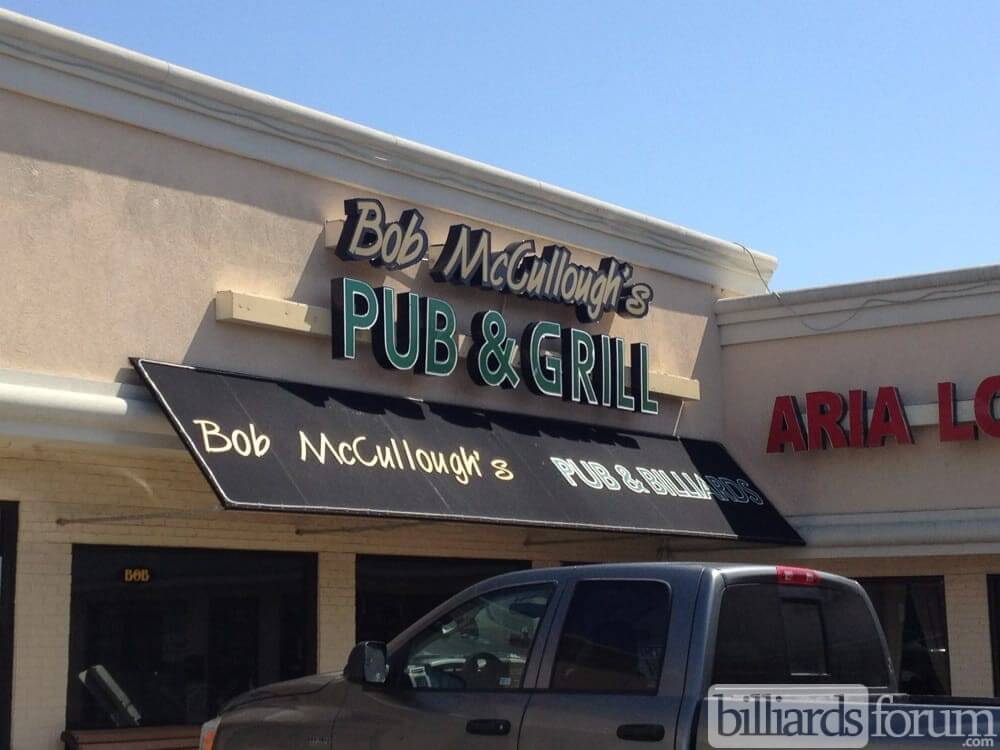 Bob McCullough's
PUB & GRILL
Bob McCullough's PUB & BILLIARDS
ARIA
BOB
billiardsforum
.com